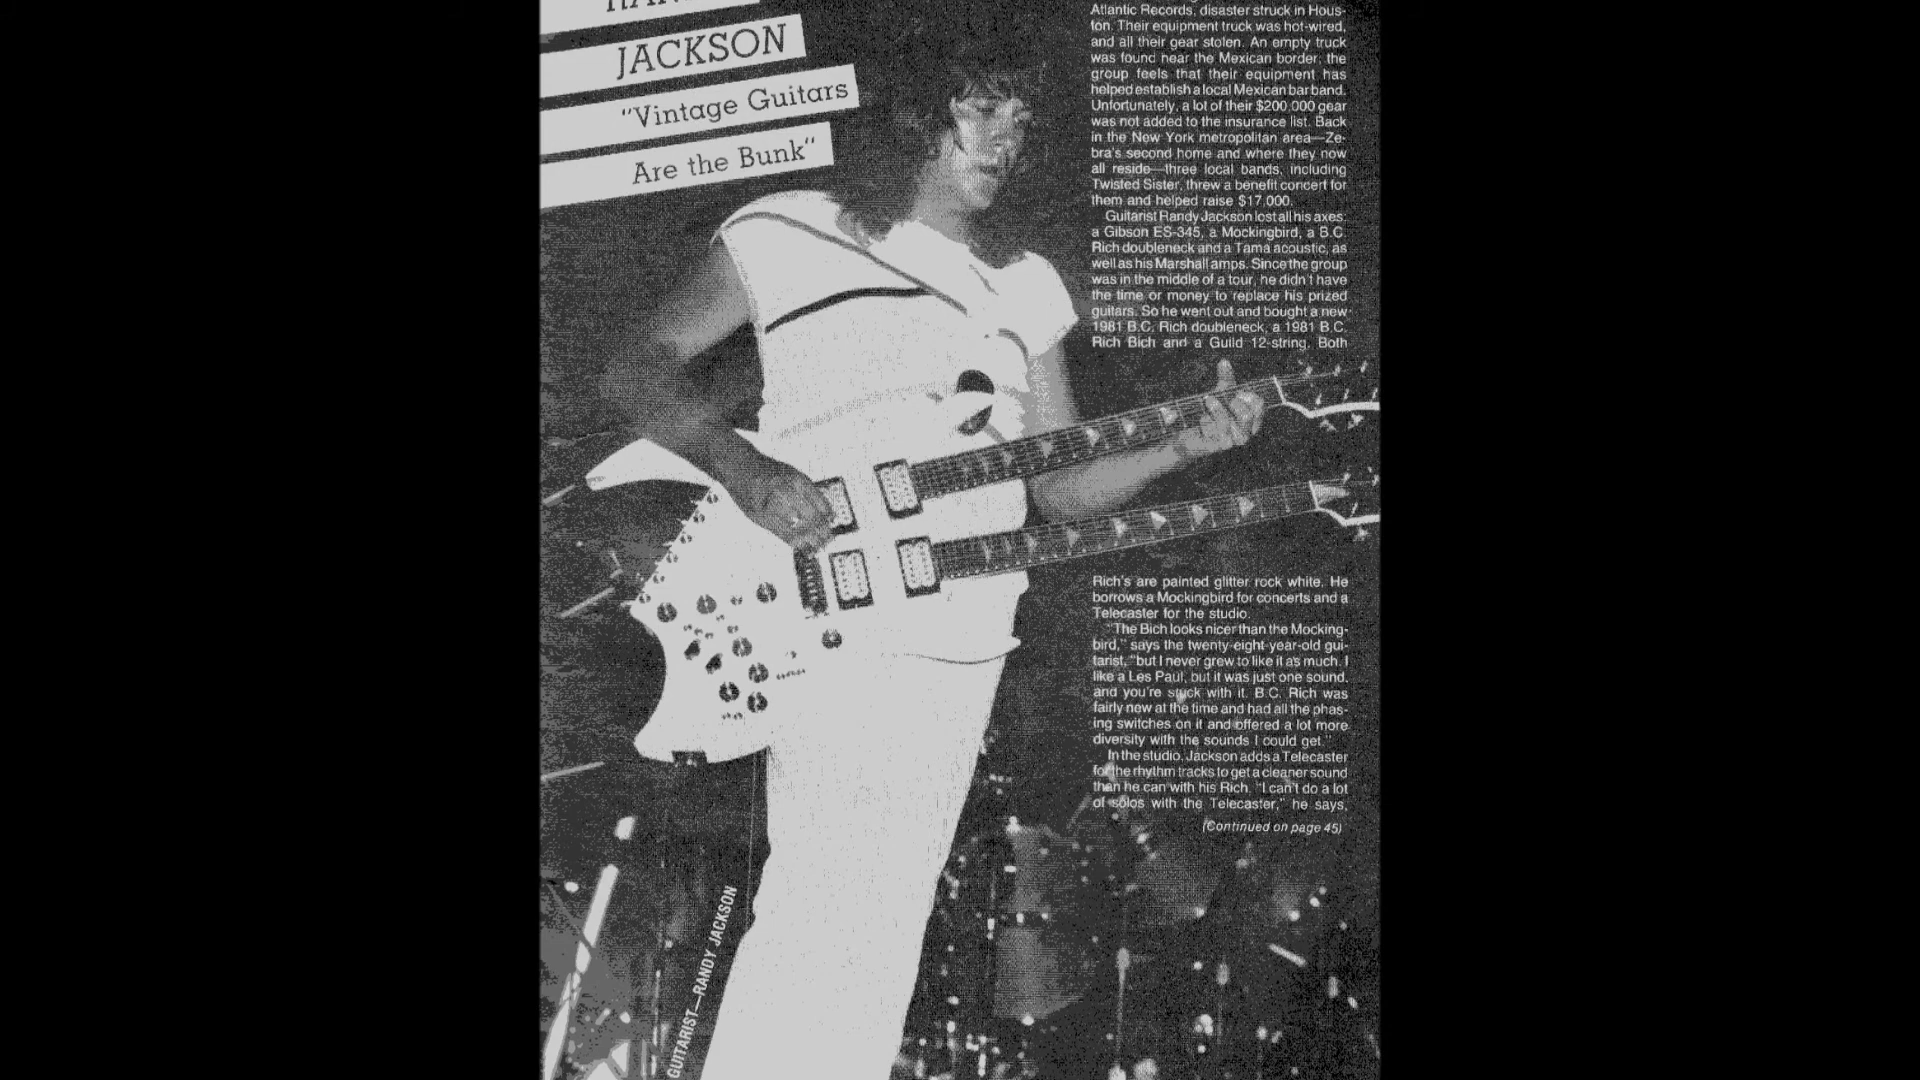 JACKSON
"Vintage Guitars
Are the Bunk"
Atlantic Records, disaster struck in Hous-
ton. Their equipment truck was hot-wired,
and all their gear stolen. An empty truck
was found near the Mexican border; the
group feels that their equipment has
helped establish a local Mexican bar band.
Unfortunately, a lot of their $200,000 gear
was not added to the insurance list. Back
in the New York metropolitan area—Ze-
bra's second home and where they now
all reside—three local bands, including
Twisted Sister, threw a benefit concert for
them and helped raise $17,000.
Guitarist Randy Jackson lost all his axes:
a Gibson ES-345, a Mockingbird, a B.C.
Rich doubleneck and a Tama acoustic, as
well as his Marshall amps. Since the group
was in the middle of a tour, he didn't have
the time or money to replace his prized
guitars. So he went out and bought a new
1981 B.C. Rich doubleneck, a 1981 B.C.
Rich Bich and a Guild 12-string. Both
Rich's are painted glitter rock white. He
borrows a Mockingbird for concerts and a
Telecaster for the studio.
"The Bich looks nicer than the Mocking-
bird," says the twenty-eight-year-old gui-
tarist, "but I never grew to like it as much. I
like a Les Paul, but it was just one sound,
and you're stuck with it. B.C. Rich was
fairly new at the time and had all the phas-
ing switches on it and offered a lot more
diversity with the sounds I could get."
In the studio, Jackson adds a Telecaster
for the rhythm tracks to get a cleaner sound
than he can with his Rich. "I can't do a lot
of solos with the Telecaster," he says,
(Continued on page 45)
GUITARIST—RANDY JACKSON